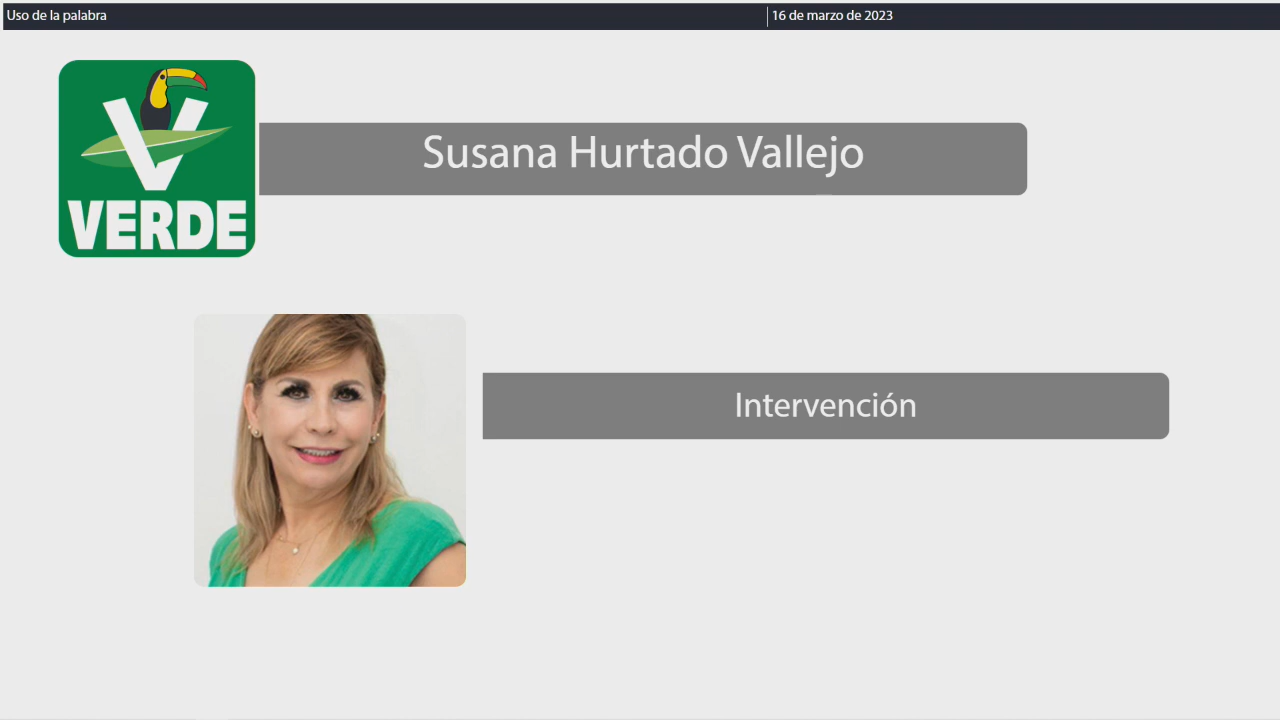 Uso de la palabra
16 de marzo de 2023
V
VERDE
Susana Hurtado Vallejo
Intervención